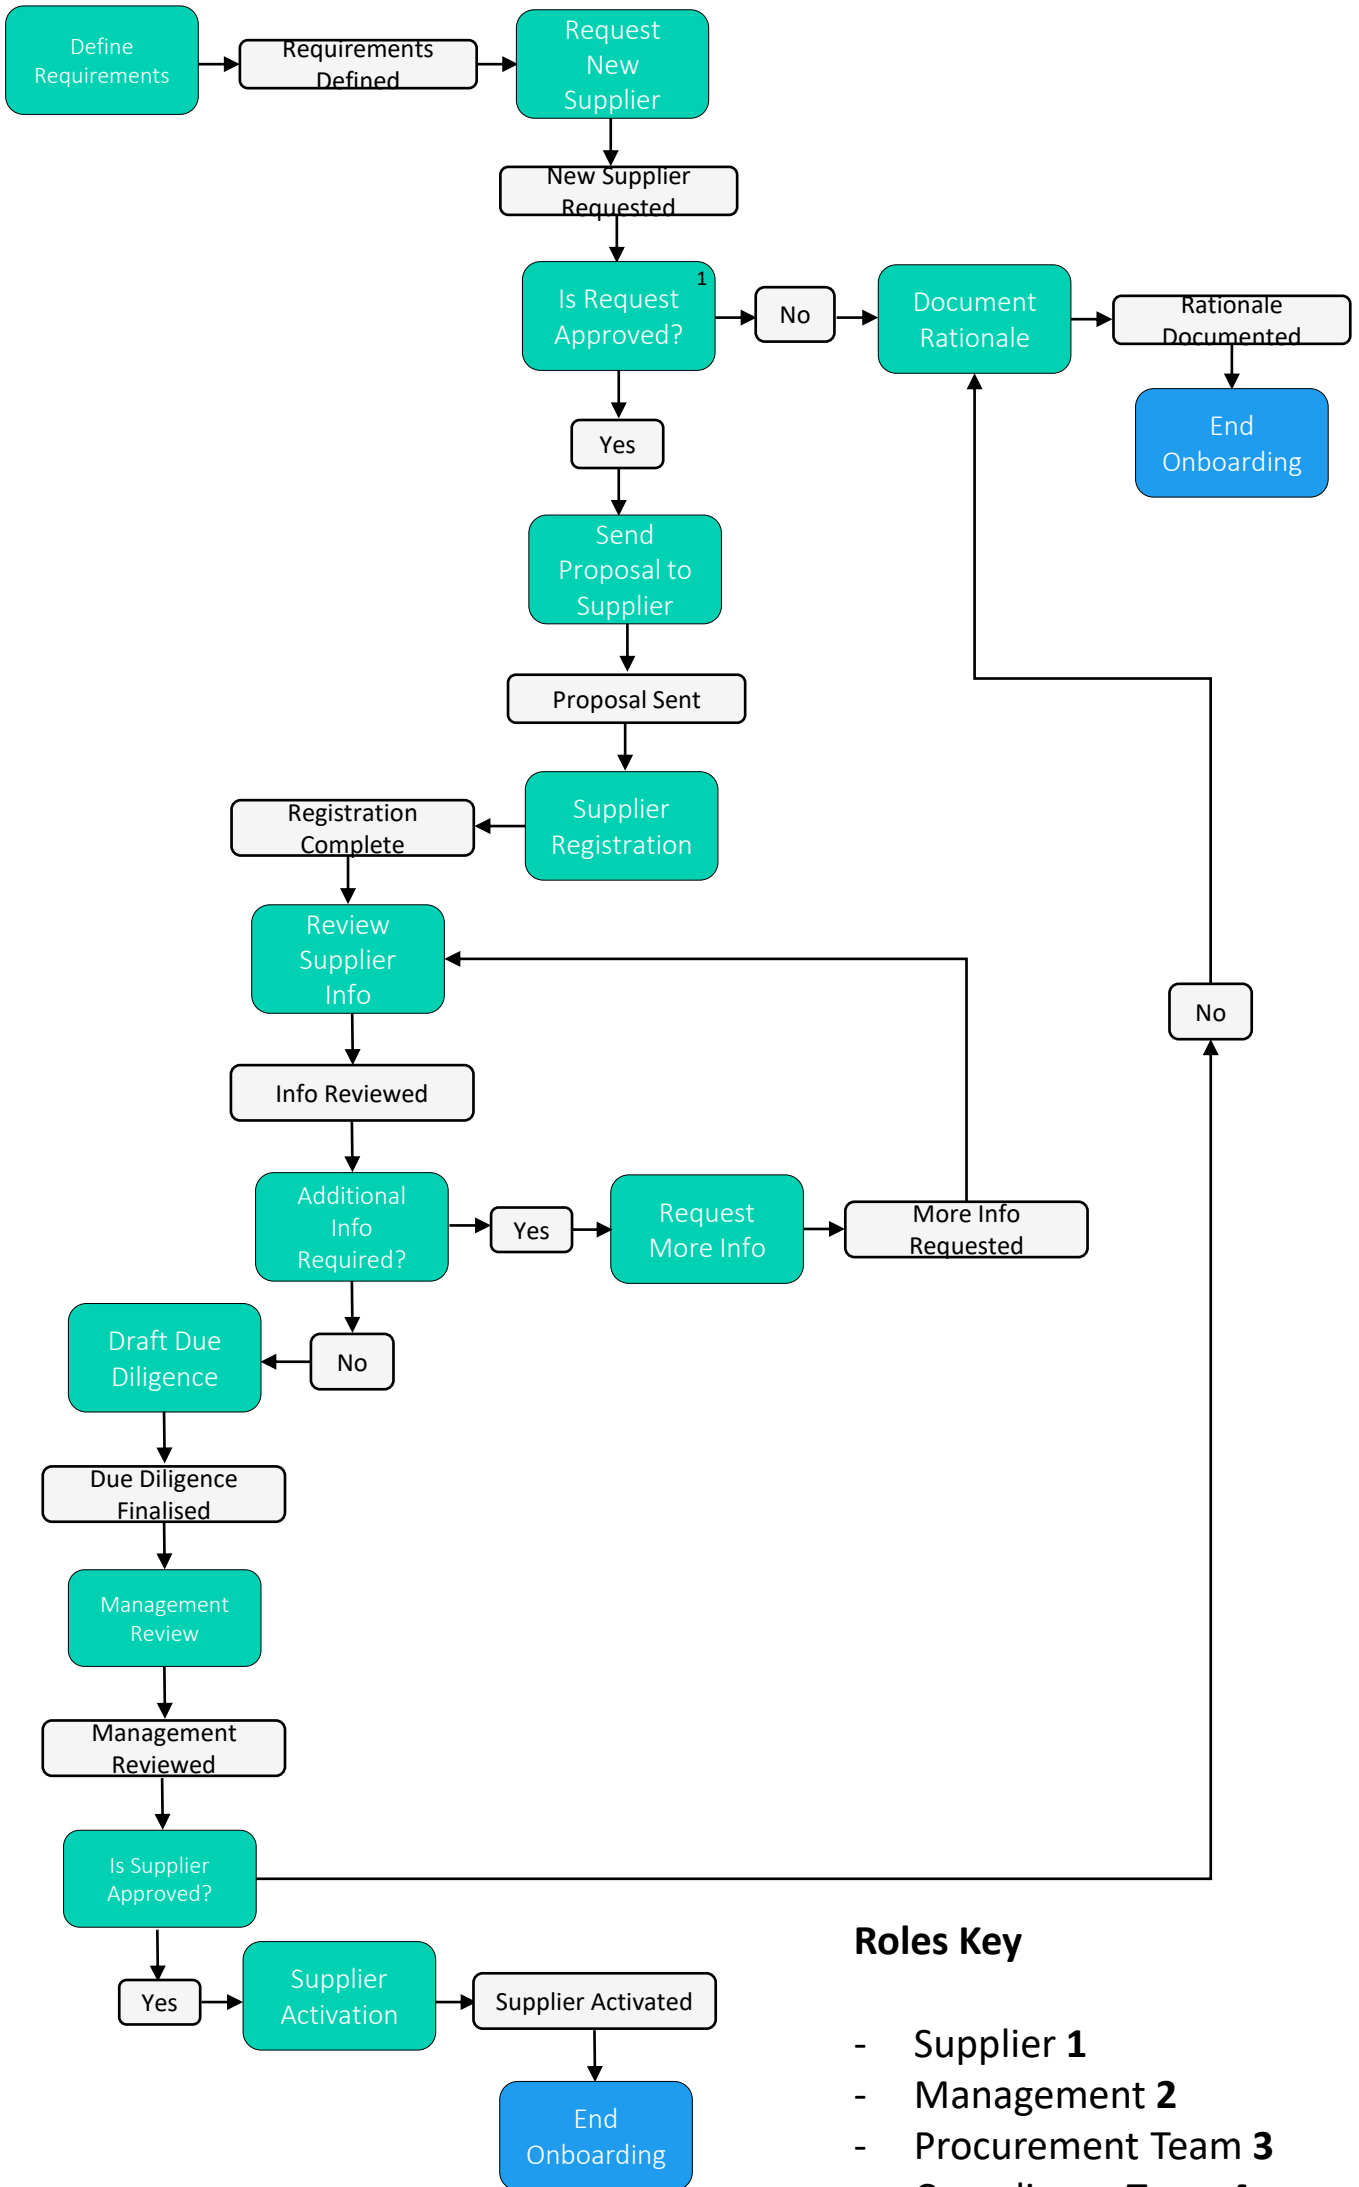 Define
Requirements
Requirements
Defined
Request
New
Supplier
New Supplier
Requested
Is Request
Approved?
1
No
Document
Rationale
Rationale
Documented
End
Onboarding
Yes
Send
Proposal to
Supplier
Proposal Sent
Supplier
Registration
Registration
Complete
Review
Supplier
Info
No
Info Reviewed
Additional
Info
Required?
Yes
Request
More Info
More Info
Requested
No
Draft Due
Diligence
Due Diligence
Finalised
Management
Review
Management
Reviewed
Is Supplier
Approved?
Yes
Supplier
Activation
Supplier Activated
End
Onboarding
Roles Key
- Supplier 1
- Management 2
- Procurement Team 3